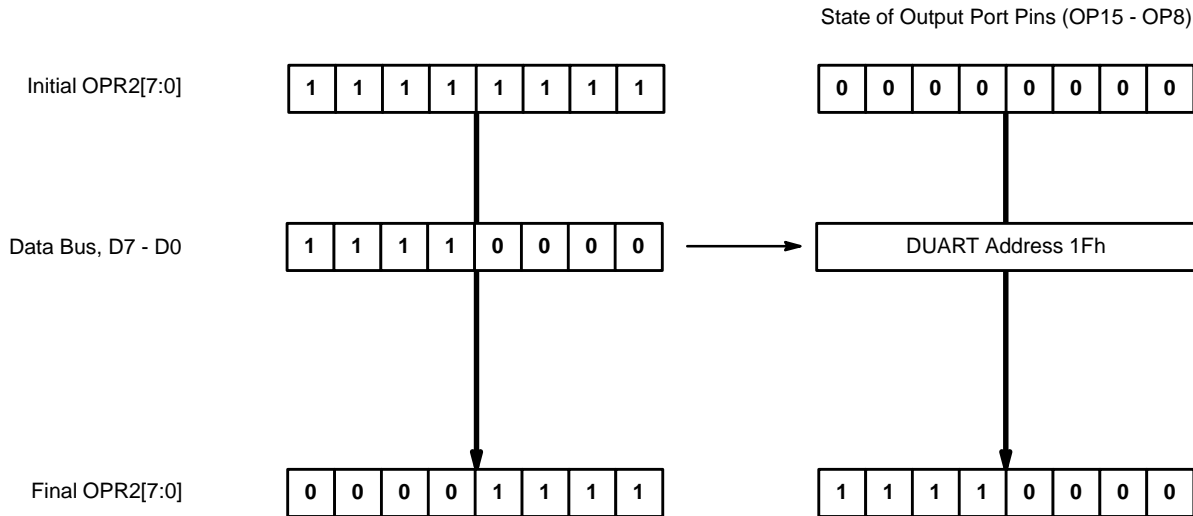 State of Output Port Pins (OP15 - OP8)
Initial OPR2[7:0] 1 1 1 1 1 1 1 1 0 0 0 0 0 0 0 0
Data Bus, D7 - D0 1 1 1 1 0 0 0 0 DUART Address 1Fh
Final OPR2[7:0] 0 0 0 0 1 1 1 1 1 1 1 1 0 0 0 0